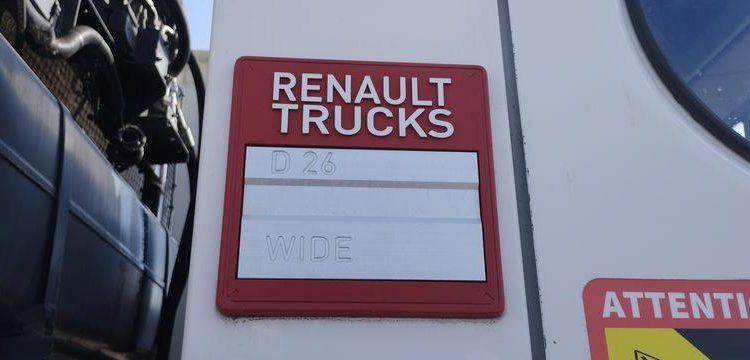 RENAULT
TRUCKS
D 26
WIDE
ATTENTI